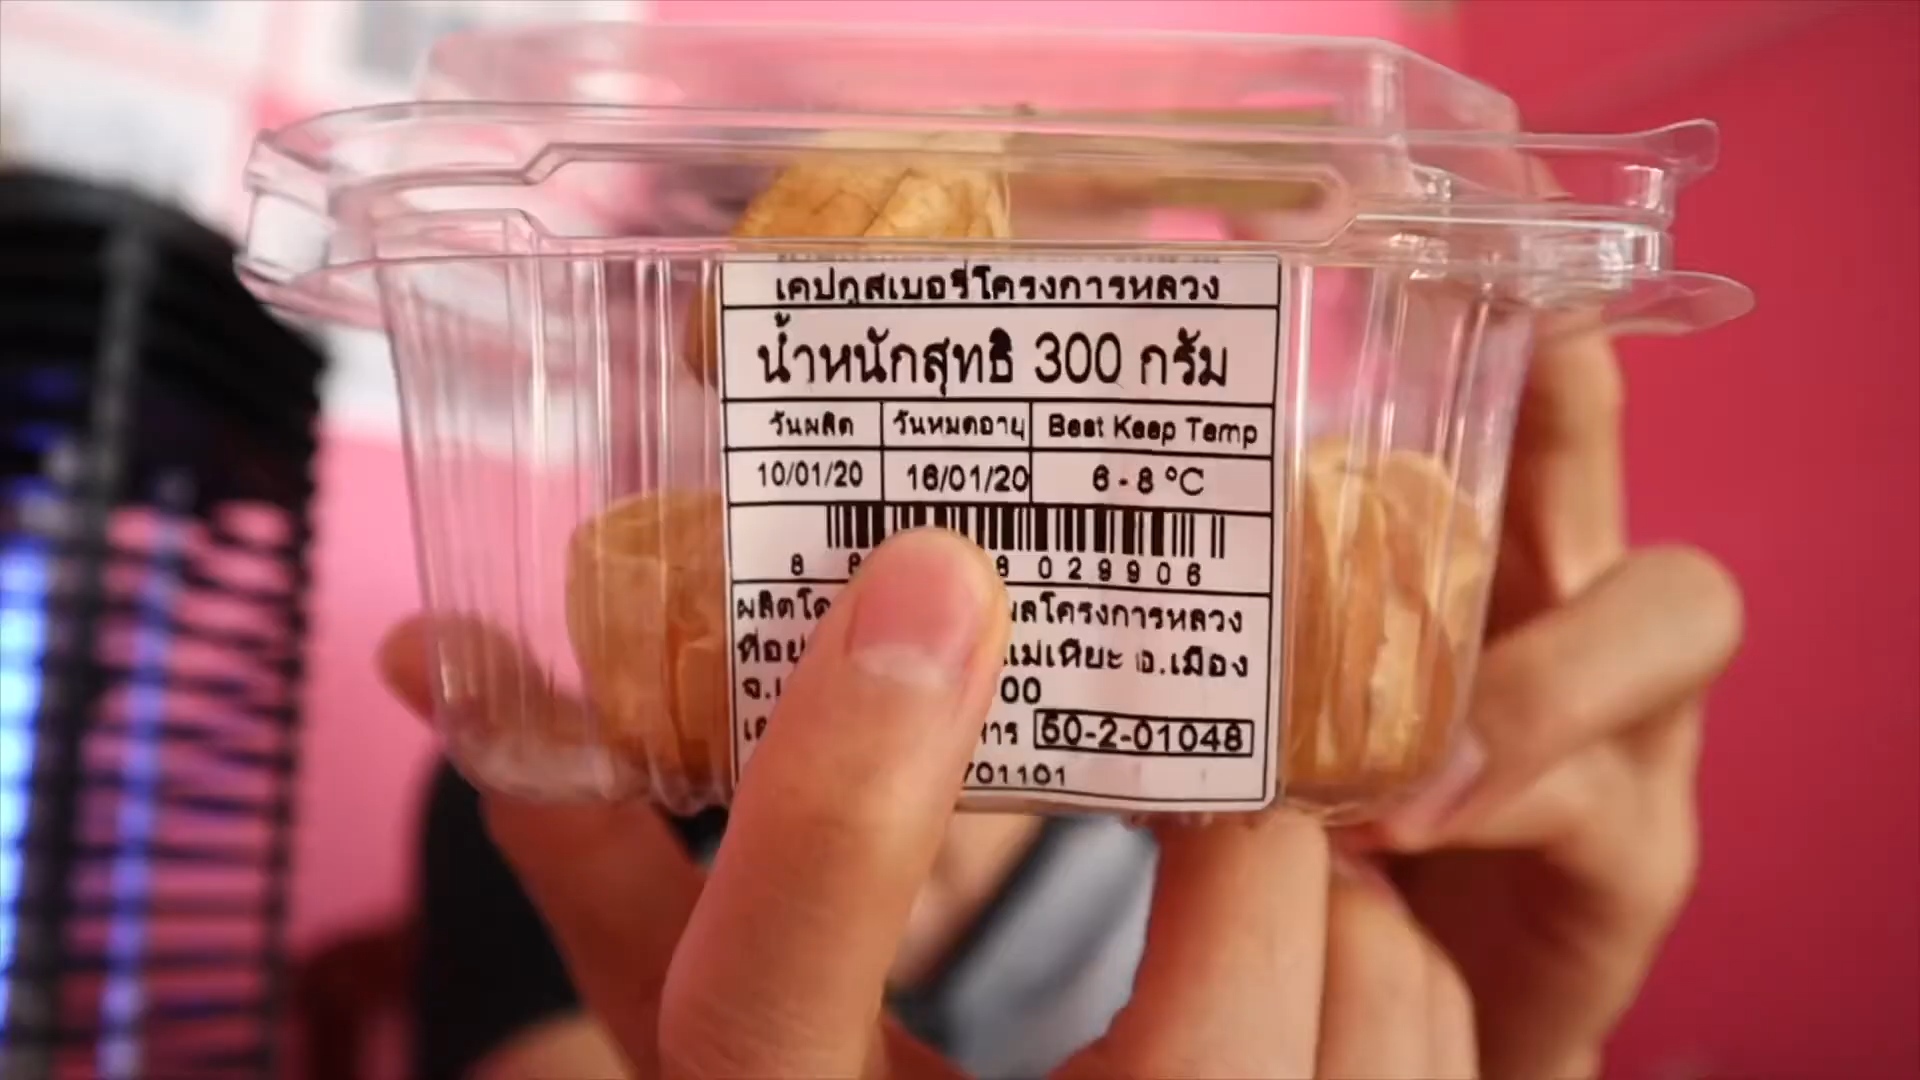 เคปกูสเบอรี่โครงการหลวง
น้ำหนักสุทธิ 300 กรัม
วันผลิต วันหมดอายุ Best Keep Temp
10/01/20 16/01/20 6 - 8 °C
8 8 029906
ผลิตโด ผลโครงการหลวง
ที่อย แม่เหียะ อ.เมือง
จ. 00
50-2-01048
701101